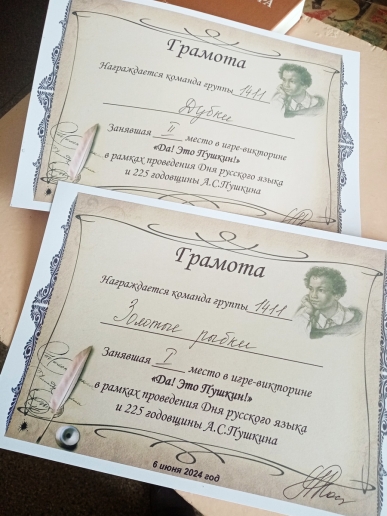 Грамота
Награждается команда группы 1411
Дубки
Занявшая II место в игре-викторине
«Да! Это Пушкин!»
в рамках проведения Дня русского языка
и 225 годовщины А.С.Пушкина
Грамота
Награждается команда группы 1411
Золотые рыбки
Занявшая I место в игре-викторине
«Да! Это Пушкин!»
в рамках проведения Дня русского языка
и 225 годовщины А.С.Пушкина
6 июня 2024 год